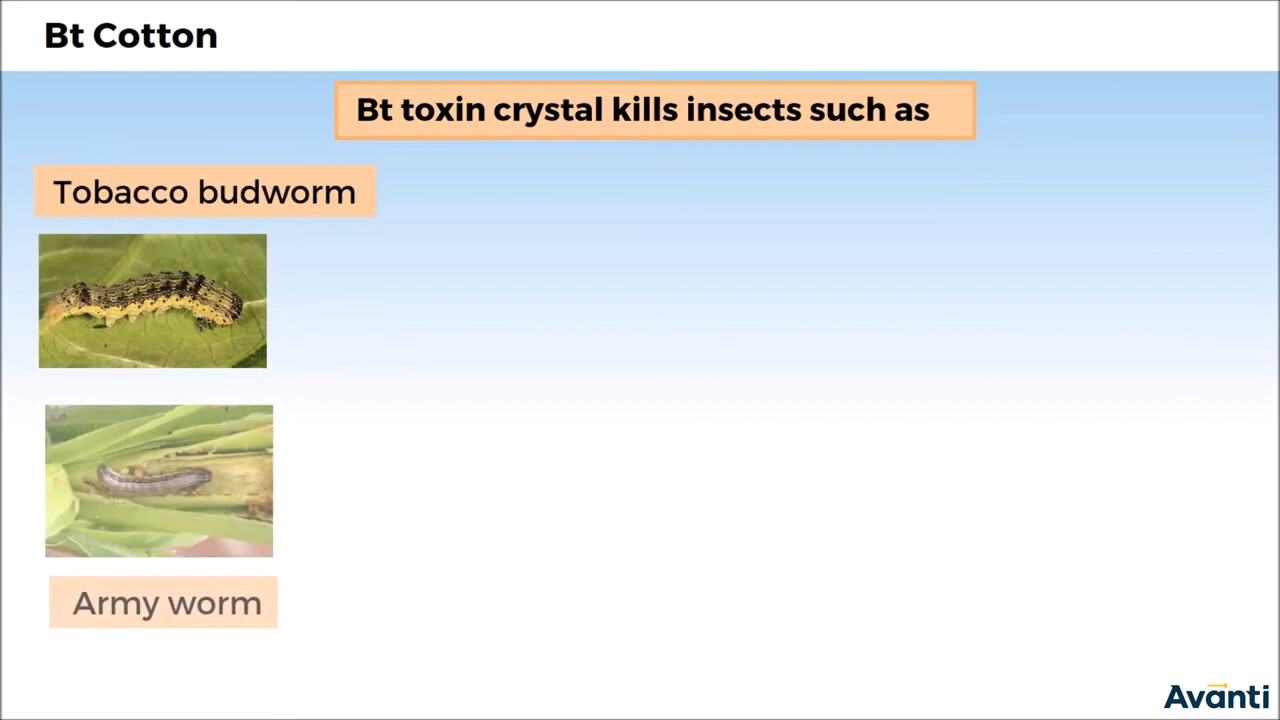 Bt Cotton
Bt toxin crystal kills insects such as
Tobacco budworm
Army worm
Avanti